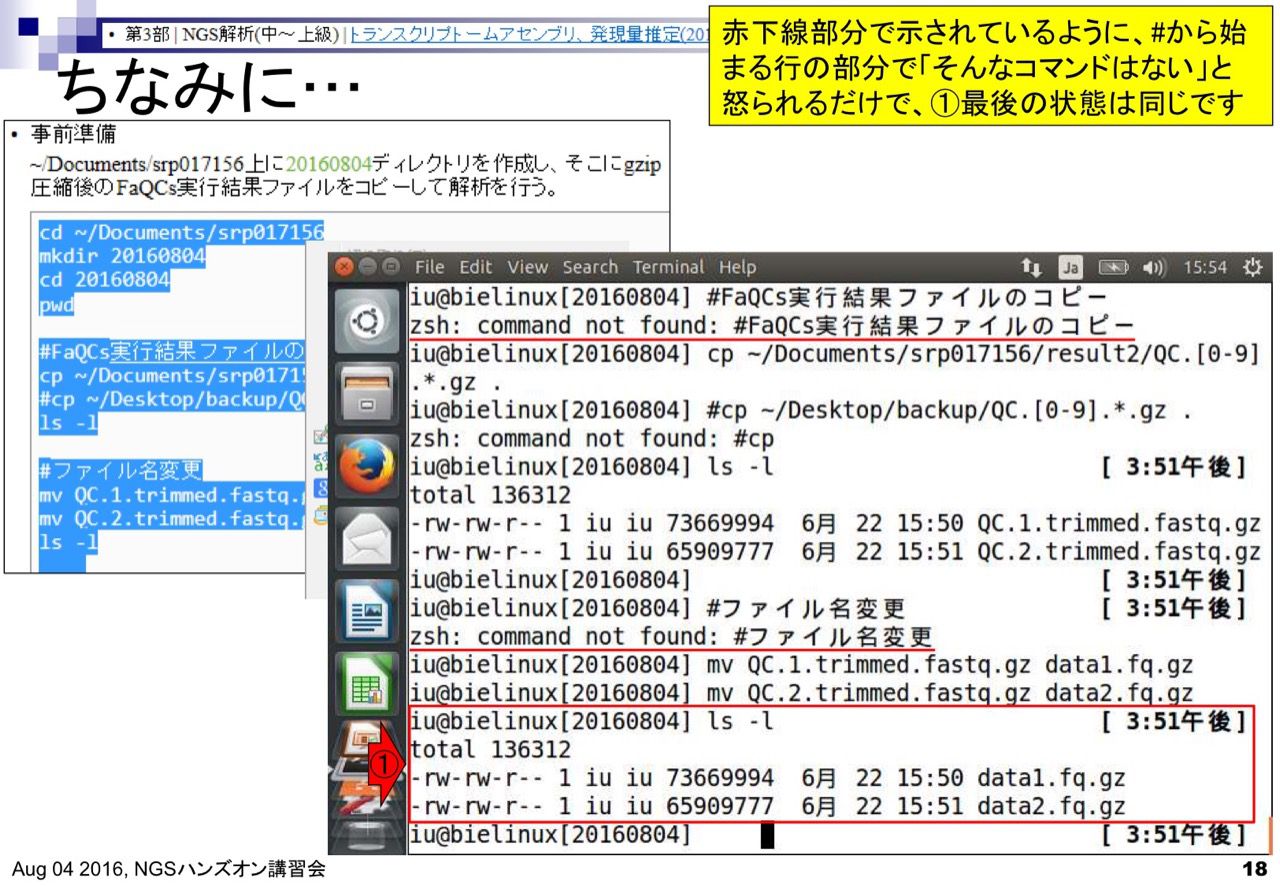 • 第3部 | NGS解析(中～上級) | トランスクリプトームアセンブリ、発現量推定(201
赤下線部分で示されているように、#から始
まる行の部分で「そんなコマンドはない」と
怒られるだけで、①最後の状態は同じです
ちなみに…
• 事前準備
~/Documents/srp017156上に20160804ディレクトリを作成し、そこにgzip
圧縮後のFaQCs実行結果ファイルをコピーして解析を行う。
cd ~/Documents/srp017156
mkdir 20160804
cd 20160804
pwd
#FaQCs実行結果ファイルの
cp ~/Documents/srp01715
#cp ~/Desktop/backup/QC
ls -l
#ファイル名変更
mv QC.1.trimmed.fastq.g
mv QC.2.trimmed.fastq.g
ls -l
File Edit View Search Terminal Help
Ja
15:54
iu@bielinux[20160804] #FaQCs実行結果ファイルのコピー
zsh: command not found: #FaQCs実行結果ファイルのコピー
iu@bielinux[20160804] cp ~/Documents/srp017156/result2/QC.[0-9]
.*.gz .
iu@bielinux[20160804] #cp ~/Desktop/backup/QC.[0-9].*.gz .
zsh: command not found: #cp
iu@bielinux[20160804] ls -l [ 3:51午後]
total 136312
-rw-rw-r-- 1 iu iu 73669994 6月 22 15:50 QC.1.trimmed.fastq.gz
-rw-rw-r-- 1 iu iu 65909777 6月 22 15:51 QC.2.trimmed.fastq.gz
iu@bielinux[20160804] [ 3:51午後]
iu@bielinux[20160804] #ファイル名変更 [ 3:51午後]
zsh: command not found: #ファイル名変更
iu@bielinux[20160804] mv QC.1.trimmed.fastq.gz data1.fq.gz
iu@bielinux[20160804] mv QC.2.trimmed.fastq.gz data2.fq.gz
iu@bielinux[20160804] ls -l [ 3:51午後]
total 136312
-rw-rw-r-- 1 iu iu 73669994 6月 22 15:50 data1.fq.gz
-rw-rw-r-- 1 iu iu 65909777 6月 22 15:51 data2.fq.gz
iu@bielinux[20160804] [ 3:51午後]
①
Aug 04 2016, NGSハンズオン講習会
18